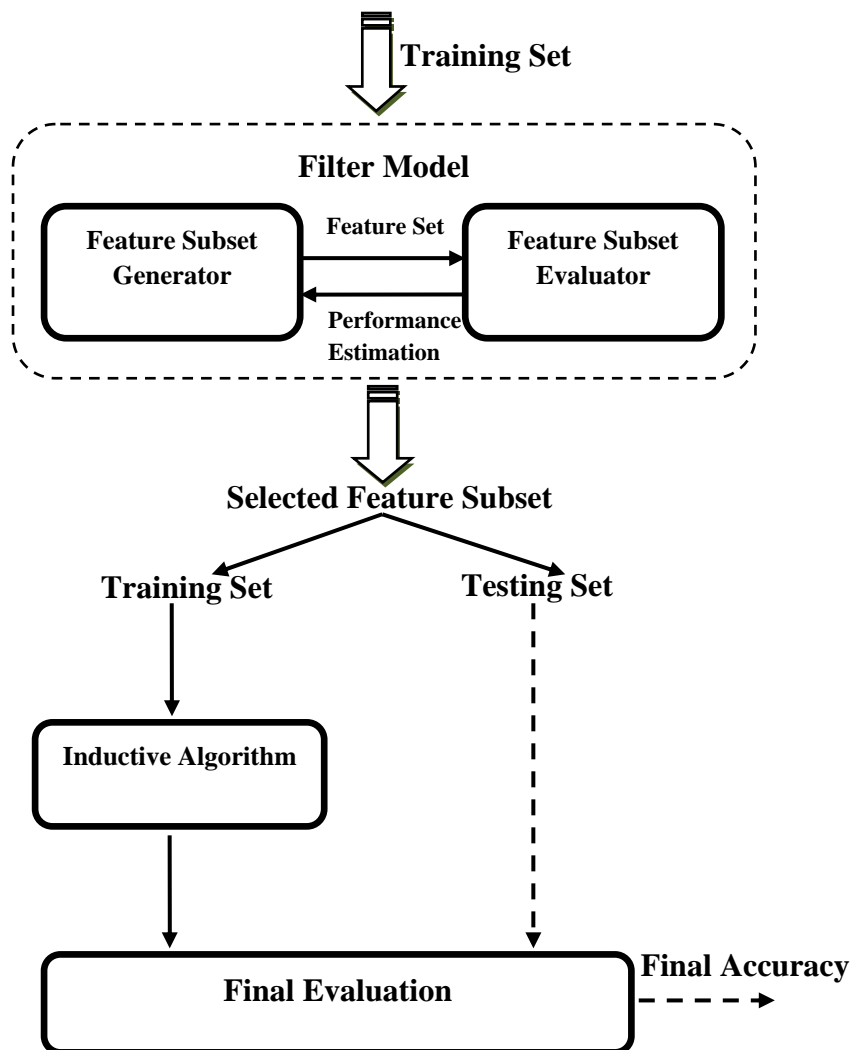 Training Set
Filter Model
Feature Subset
Generator
Feature Set
Feature Subset
Evaluator
Performance
Estimation
Selected Feature Subset
Training Set
Testing Set
Inductive Algorithm
Final Evaluation
Final Accuracy